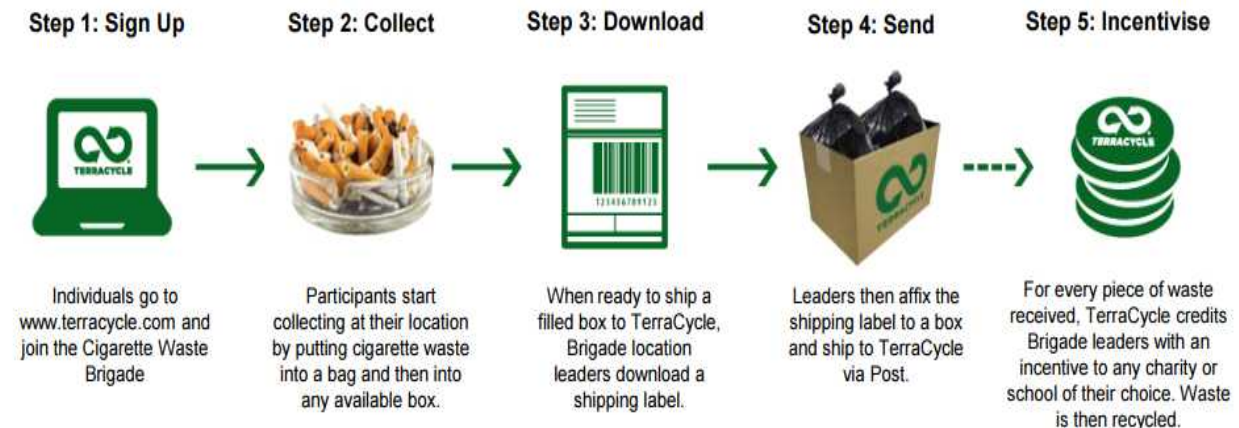 Step 1: Sign Up
Step 2: Collect
Step 3: Download
Step 4: Send
Step 5: Incentivise
TERRACYCLE
123456789123
TERRACYCLE
TERRACYCLE
Individuals go to
www.terracycle.com and
join the Cigarette Waste
Brigade
Participants start
collecting at their location
by putting cigarette waste
into a bag and then into
any available box.
When ready to ship a
filled box to TerraCycle,
Brigade location
leaders download a
shipping label.
Leaders then affix the
shipping label to a box
and ship to TerraCycle
via Post.
For every piece of waste
received, TerraCycle credits
Brigade leaders with an
incentive to any charity or
school of their choice. Waste
is then recycled.